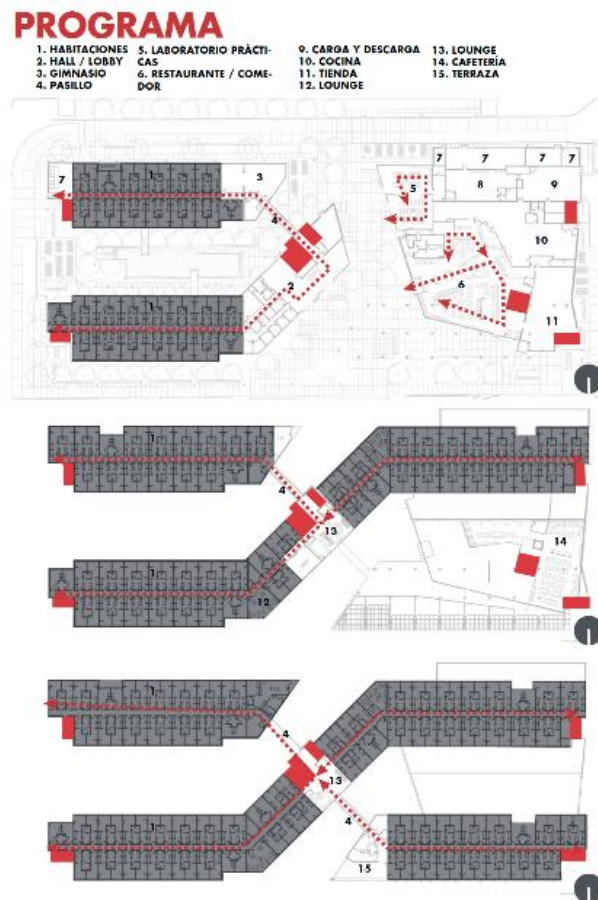 PROGRAMA
1. HABITACIONES
2. HALL / LOBBY
3. GIMNASIO
4. PASILLO
5. LABORATORIO PRÁCTI-
CAS
6. RESTAURANTE / COME-
DOR
9. CARGA Y DESCARGA
10. COCINA
11. TIENDA
12. LOUNGE
13. LOUNGE
14. CAFETERÍA
15. TERRAZA
7 1 3 5 7 7 7 7
8 9
4
10
2 6
1 11
1
4 13 14
1 12
1
4
13
1 4
15